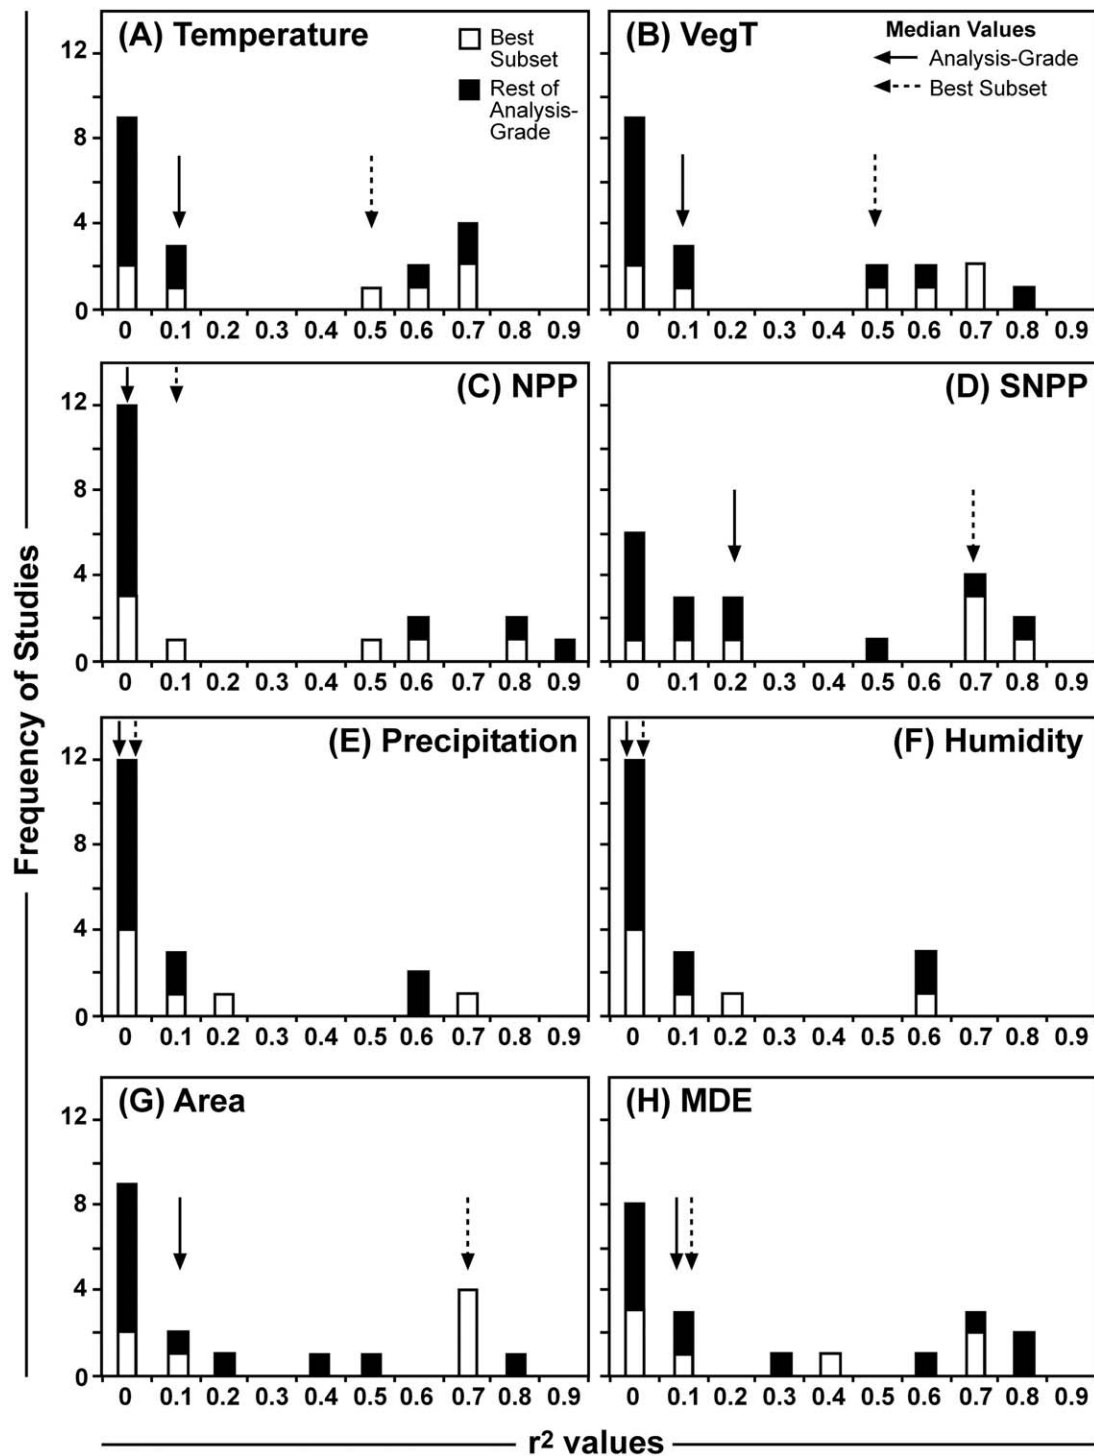 (A) Temperature
Best
Subset
Rest of
Analysis-
Grade
12
8
4
0
0 0.1 0.2 0.3 0.4 0.5 0.6 0.7 0.8 0.9
(B) VegT
Median Values
Analysis-Grade
Best Subset
0 0.1 0.2 0.3 0.4 0.5 0.6 0.7 0.8 0.9
(C) NPP
12
8
4
0
0 0.1 0.2 0.3 0.4 0.5 0.6 0.7 0.8 0.9
(D) SNPP
0 0.1 0.2 0.3 0.4 0.5 0.6 0.7 0.8 0.9
Frequency of Studies
(E) Precipitation
12
8
4
0
0 0.1 0.2 0.3 0.4 0.5 0.6 0.7 0.8 0.9
(F) Humidity
0 0.1 0.2 0.3 0.4 0.5 0.6 0.7 0.8 0.9
(G) Area
12
8
4
0
0 0.1 0.2 0.3 0.4 0.5 0.6 0.7 0.8 0.9
(H) MDE
0 0.1 0.2 0.3 0.4 0.5 0.6 0.7 0.8 0.9
r² values